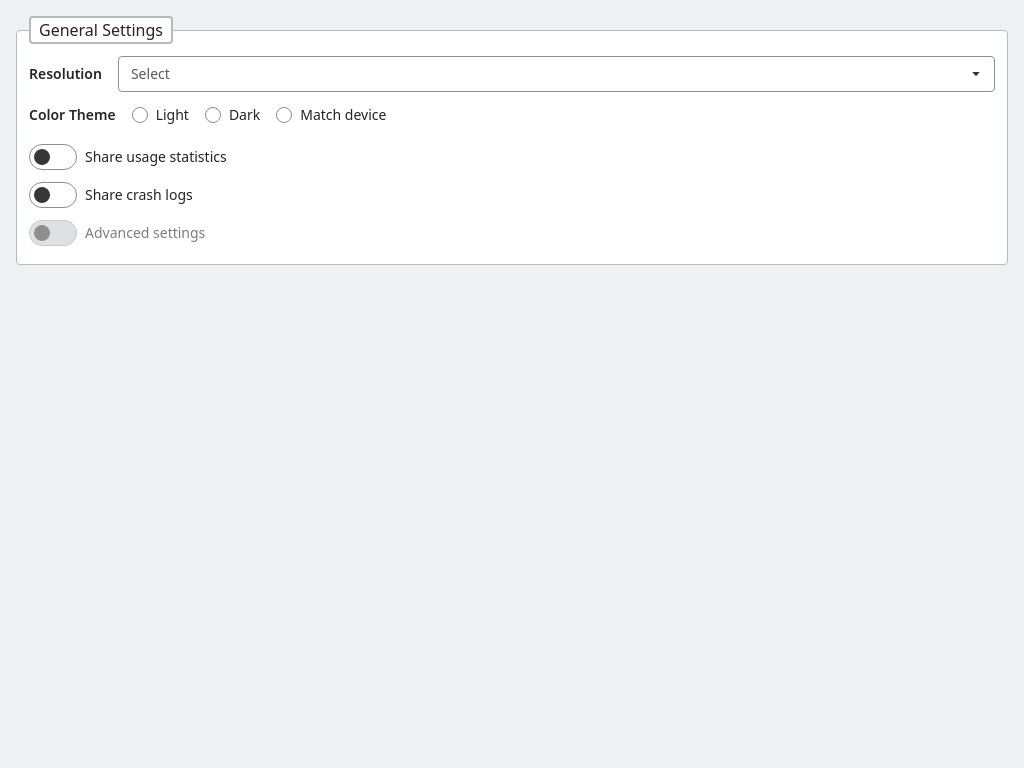 General Settings
Resolution Select
Color Theme Light Dark Match device
Share usage statistics
Share crash logs
Advanced settings